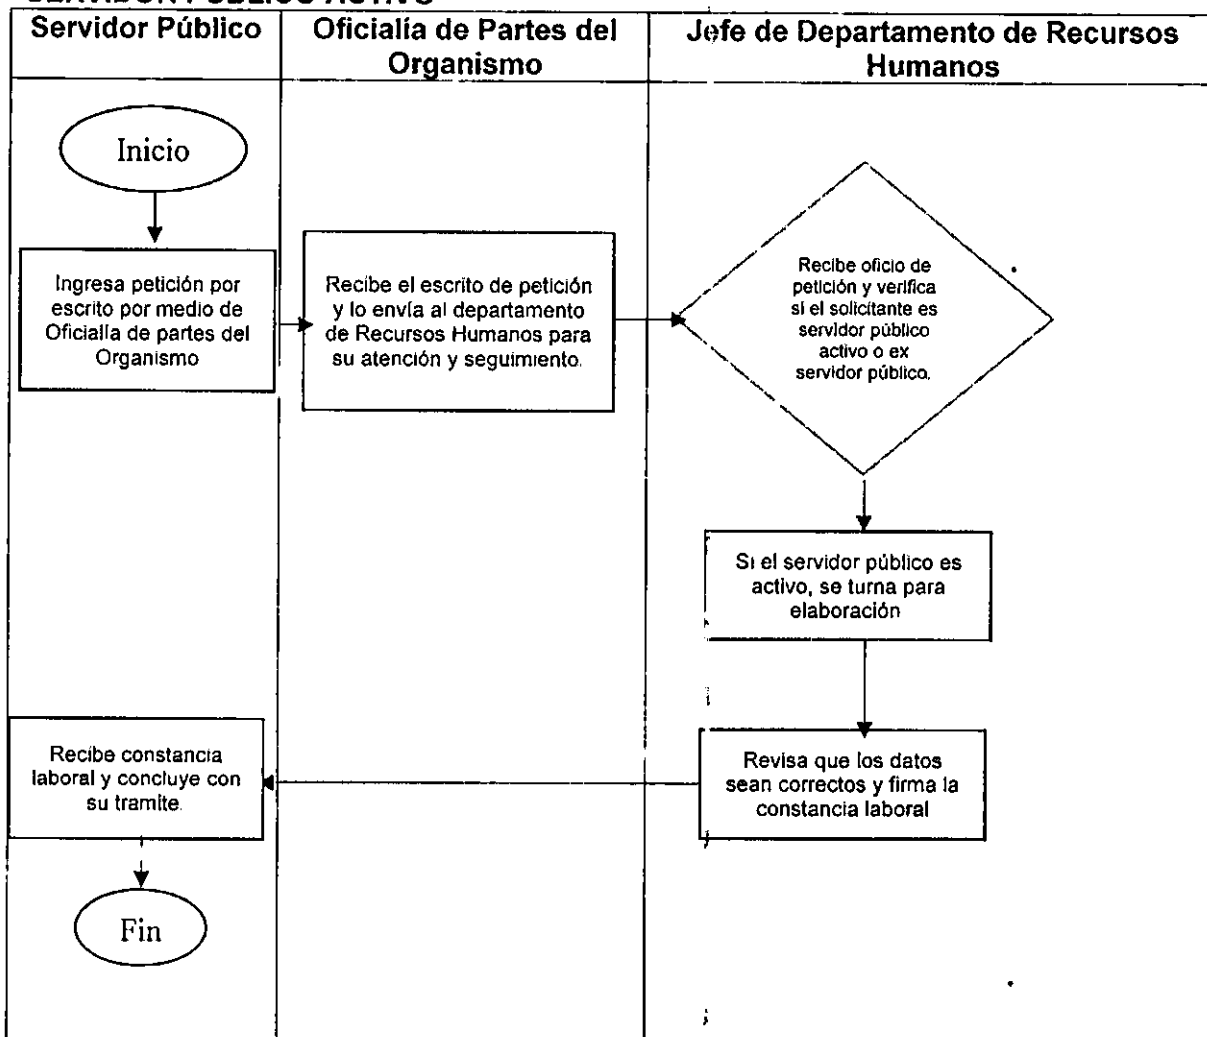 SERVIDOR PÚBLICO ACTIVO
Servidor Público
Oficialía de Partes del
Organismo
Jefe de Departamento de Recursos
Humanos
Inicio
Ingresa petición por
escrito por medio de
Oficialía de partes del
Organismo
Recibe el escrito de petición
y lo envía al departamento
de Recursos Humanos para
su atención y seguimiento.
Recibe oficio de
petición y verifica
si el solicitante es
servidor público
activo o ex
servidor público.
Si el servidor público es
activo, se turna para
elaboración
Revisa que los datos
sean correctos y firma la
constancia laboral
Recibe constancia
laboral y concluye con
su tramite.
Fin